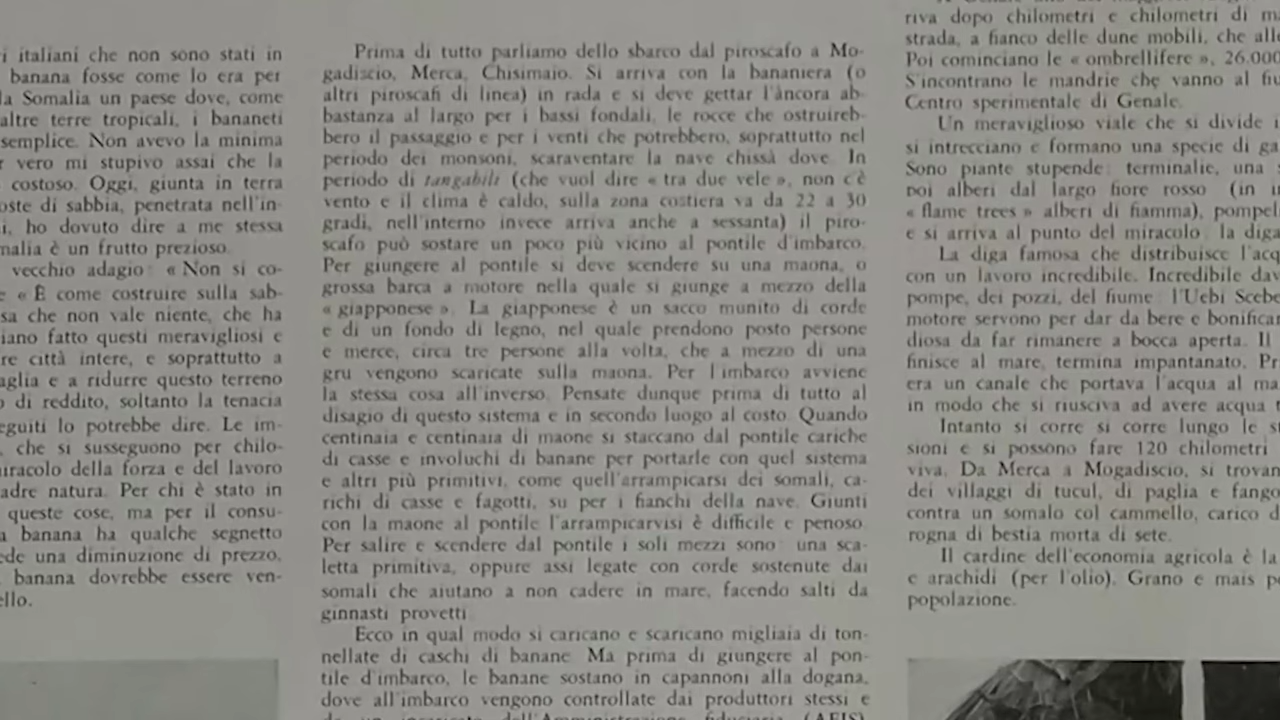 i italiani che non sono stati in
banana fosse come lo era per
la Somalia un paese dove, come
altre terre tropicali, i bananeti
semplice. Non avevo la minima
vero mi stupivo assai che la
costoso. Oggi, giunta in terra
oste di sabbia, penetrata nell'in-
i, ho dovuto dire a me stessa
malia è un frutto prezioso.
vecchio adagio: « Non si co-
« È come costruire sulla sab-
sa che non vale niente, che ha
iano fatto questi meravigliosi e
re città intere, e soprattutto a
aglia e a ridurre questo terreno
o di reddito, soltanto la tenacia
eguiti lo potrebbe dire. Le im-
, che si susseguono per chilo-
iracolo della forza e del lavoro
adre natura. Per chi è stato in
queste cose, ma per il consu-
a banana ha qualche segnetto
ede una diminuzione di prezzo,
banana dovrebbe essere ven-
ello.
Prima di tutto parliamo dello sbarco dal piroscafo a Mo-
gadiscio, Merca, Chisimaio. Si arriva con la bananiera (o
altri piroscafi di linea) in rada e si deve gettar l'àncora ab-
bastanza al largo per i bassi fondali, le rocce che ostruireb-
bero il passaggio e per i venti che potrebbero, soprattutto nel
periodo dei monsoni, scaraventare la nave chissà dove. In
periodo di tangabili (che vuol dire « tra due vele », non c'è
vento e il clima è caldo, sulla zona costiera va da 22 a 30
gradi, nell'interno invece arriva anche a sessanta) il piro-
scafo può sostare un poco più vicino al pontile d'imbarco.
Per giungere al pontile si deve scendere su una maona, o
grossa barca a motore nella quale si giunge a mezzo della
« giapponese ». La giapponese è un sacco munito di corde
e di un fondo di legno, nel quale prendono posto persone
e merce, circa tre persone alla volta, che a mezzo di una
gru vengono scaricate sulla maona. Per l'imbarco avviene
la stessa cosa all'inverso. Pensate dunque prima di tutto al
disagio di questo sistema e in secondo luogo al costo. Quando
centinaia e centinaia di maone si staccano dal pontile cariche
di casse e involuchi di banane per portarle con quel sistema
e altri più primitivi, come quell'arrampicarsi dei somali, ca-
richi di casse e fagotti, su per i fianchi della nave. Giunti
con la maone al pontile l'arrampicarvisi è difficile e penoso.
Per salire e scendere dal pontile i soli mezzi sono: una sca-
letta primitiva, oppure assi legate con corde sostenute dai
somali che aiutano a non cadere in mare, facendo salti da
ginnasti provetti.
Ecco in qual modo si caricano e scaricano migliaia di ton-
nellate di caschi di banane. Ma prima di giungere al pon-
tile d'imbarco, le banane sostano in capannoni alla dogana,
dove all'imbarco vengono controllate dai produttori stessi e
dell'Amministrazione fiduciaria (AFIS)
riva dopo chilometri e chilometri di
strada, a fianco delle dune mobili, che
Poi cominciano le « ombrellifere », 26.000
S'incontrano le mandrie che vanno al
Centro sperimentale di Genale.
Un meraviglioso viale che si divide
si intrecciano e formano una specie di
Sono piante stupende: terminalie, una
poi alberi dal largo fiore rosso (in
« flame trees » alberi di fiamma),
e si arriva al punto del miracolo: la diga
La diga famosa che distribuisce
con un lavoro incredibile. Incredibile
pompe, dei pozzi, del fiume: l'Uebi
motore servono per dar da bere e
diosa da far rimanere a bocca aperta. Il
finisce al mare, termina impantanato.
era un canale che portava l'acqua al
in modo che si riusciva ad avere acqua
Intanto si corre si corre lungo le
sioni e si possono fare 120 chilometri
viva. Da Merca a Mogadiscio, si
dei villaggi di tucul, di paglia e
contra un somalo col cammello, carico
rogna di bestia morta di sete.
Il cardine dell'economia agricola è la
e arachidi (per l'olio). Grano e mais
popolazione.